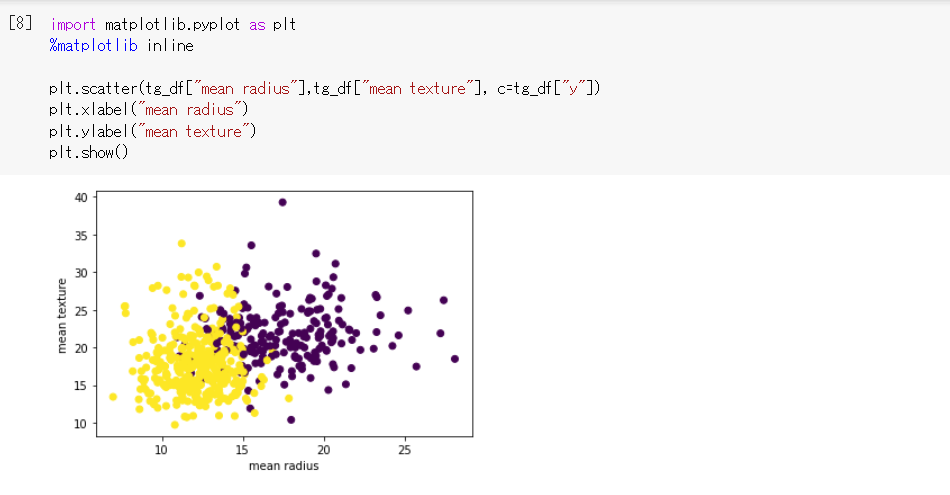 [8] import matplotlib.pyplot as plt
%matplotlib inline
plt.scatter(tg_df["mean radius"],tg_df["mean texture"], c=tg_df["y"])
plt.xlabel("mean radius")
plt.ylabel("mean texture")
plt.show()
40
35
30
25
20
15
10
mean texture
10 15 20 25
mean radius